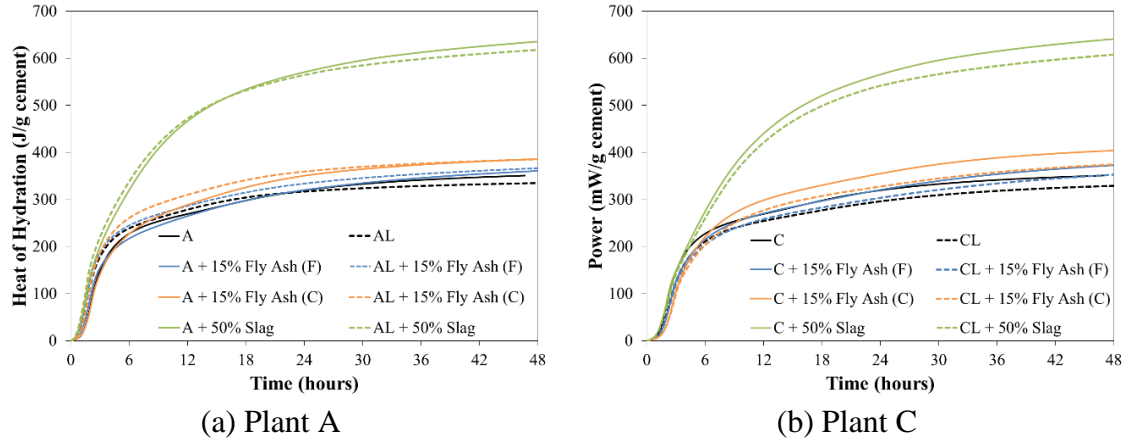 700
600
500
400
300
200
100
0
Heat of Hydration (J/g cement)
A
AL
A + 15% Fly Ash (F)
AL + 15% Fly Ash (F)
A + 15% Fly Ash (C)
AL + 15% Fly Ash (C)
A + 50% Slag
AL + 50% Slag
0 6 12 18 24 30 36 42 48
Time (hours)
(a) Plant A
700
600
500
400
300
200
100
0
Power (mW/g cement)
C
CL
C + 15% Fly Ash (F)
CL + 15% Fly Ash (F)
C + 15% Fly Ash (C)
CL + 15% Fly Ash (C)
C + 50% Slag
CL + 50% Slag
0 6 12 18 24 30 36 42 48
Time (hours)
(b) Plant C